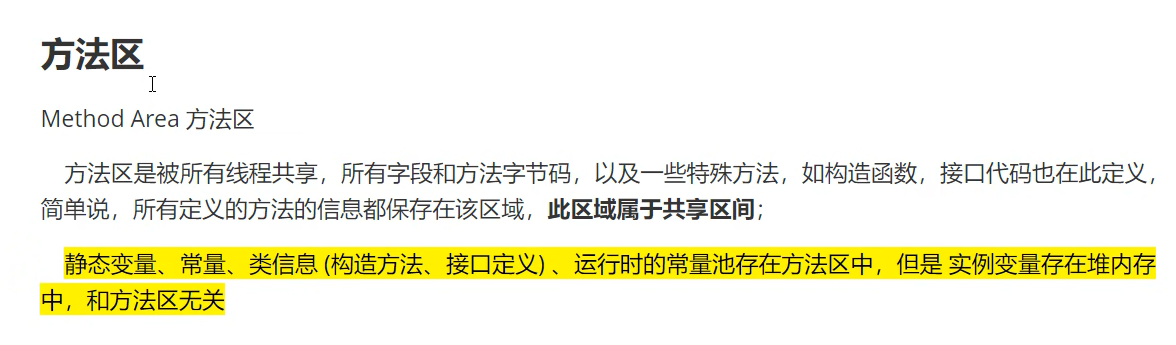 方法区
Method Area 方法区
方法区是被所有线程共享，所有字段和方法字节码，以及一些特殊方法，如构造函数，接口代码也在此定义，
简单说，所有定义的方法的信息都保存在该区域，此区域属于共享区间；
静态变量、常量、类信息 (构造方法、接口定义) 、运行时的常量池存在方法区中，但是 实例变量存在堆内存
中，和方法区无关